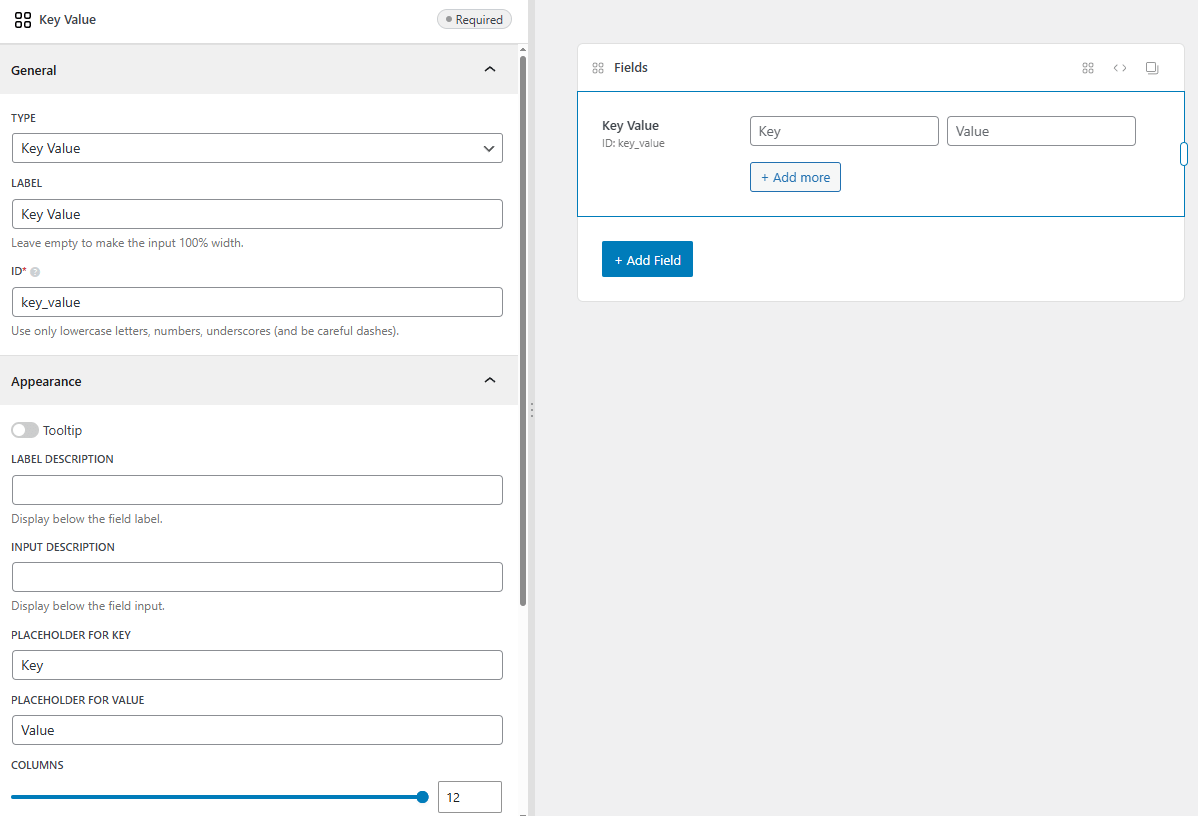 Key Value
Required
General
TYPE
Key Value
LABEL
Key Value
Leave empty to make the input 100% width.
ID* ?
key_value
Use only lowercase letters, numbers, underscores (and be careful dashes).
Appearance
Tooltip
LABEL DESCRIPTION
Display below the field label.
INPUT DESCRIPTION
Display below the field input.
PLACEHOLDER FOR KEY
Key
PLACEHOLDER FOR VALUE
Value
COLUMNS
12
Fields
Key Value
ID: key_value
Key
Value
+ Add more
+ Add Field